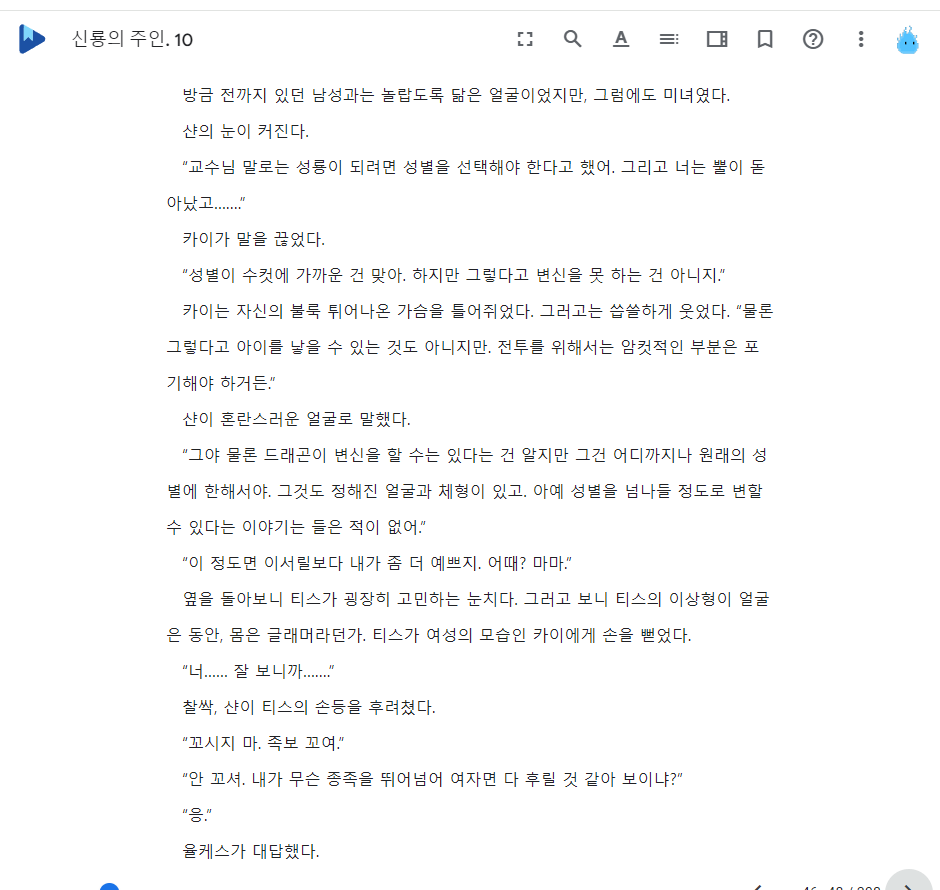 신룡의 주인. 10
방금 전까지 있던 남성과는 놀랍도록 닮은 얼굴이었지만, 그럼에도 미녀였다.
샨의 눈이 커진다.
“교수님 말로는 성룡이 되려면 성별을 선택해야 한다고 했어. 그리고 너는 뿔이 돋
아났고.......”
카이가 말을 끊었다.
“성별이 수컷에 가까운 건 맞아. 하지만 그렇다고 변신을 못 하는 건 아니지.”
카이는 자신의 불룩 튀어나온 가슴을 틀어쥐었다. 그러고는 씁쓸하게 웃었다. “물론
그렇다고 아이를 낳을 수 있는 것도 아니지만. 전투를 위해서는 암컷적인 부분은 포
기해야 하거든.”
샨이 혼란스러운 얼굴로 말했다.
“그야 물론 드래곤이 변신을 할 수는 있다는 건 알지만 그건 어디까지나 원래의 성
별에 한해서야. 그것도 정해진 얼굴과 체형이 있고. 아예 성별을 넘나들 정도로 변할
수 있다는 이야기는 들은 적이 없어.”
“이 정도면 이서릴보다 내가 좀 더 예쁘지. 어때? 마마.”
옆을 돌아보니 티스가 굉장히 고민하는 눈치다. 그러고 보니 티스의 이상형이 얼굴
은 동안, 몸은 글래머라던가. 티스가 여성의 모습인 카이에게 손을 뻗었다.
“너...... 잘 보니까.......”
찰싹, 샨이 티스의 손등을 후려쳤다.
“꼬시지 마. 족보 꼬여.”
“안 꼬셔. 내가 무슨 종족을 뛰어넘어 여자면 다 후릴 것 같아 보이냐?”
“응.”
율케스가 대답했다.